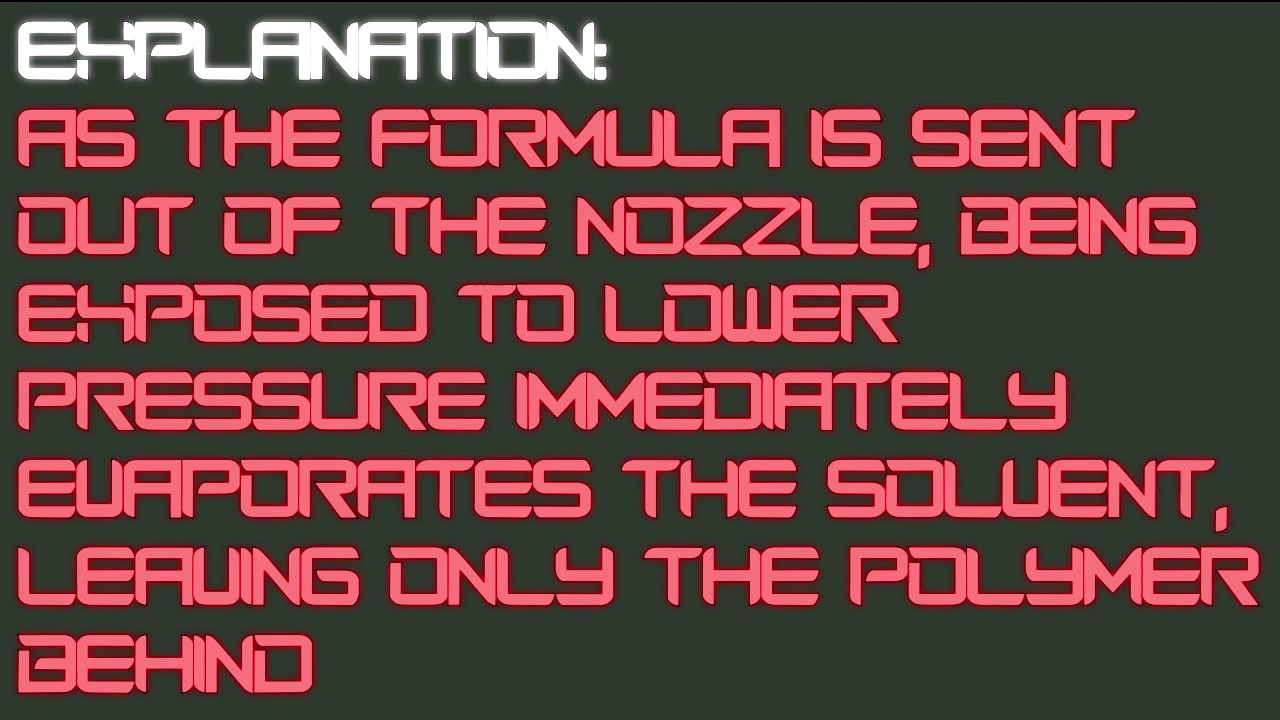 EXPLANATION:
AS THE FORMULA IS SENT
OUT OF THE NOZZLE, BEING
EXPOSED TO LOWER
PRESSURE IMMEDIATELY
EVAPORATES THE SOLVENT,
LEAVING ONLY THE POLYMER
BEHIND